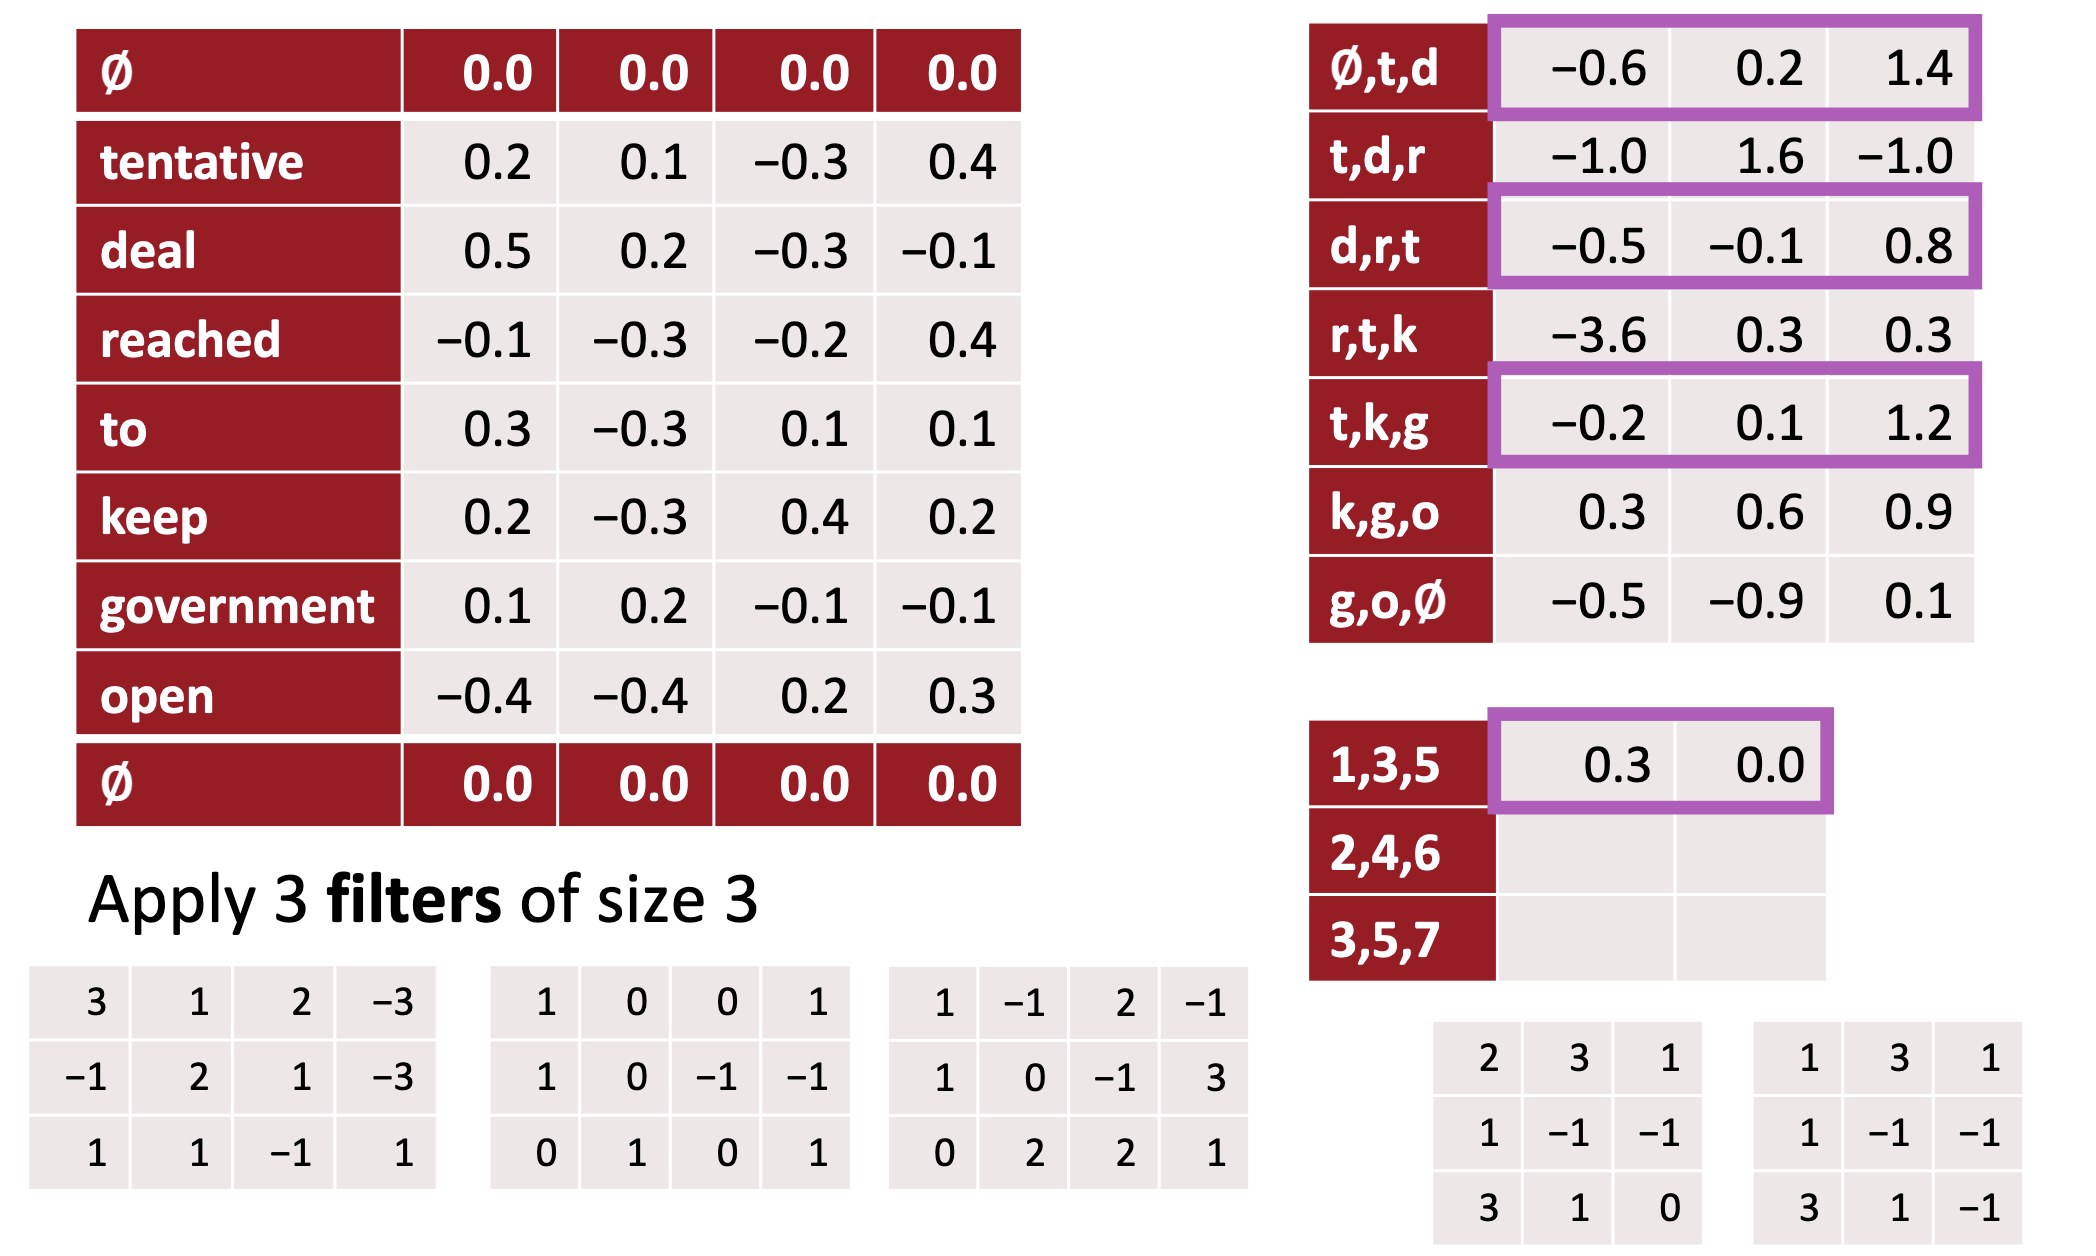 Ø 0.0 0.0 0.0 0.0
tentative 0.2 0.1 −0.3 0.4
deal 0.5 0.2 −0.3 −0.1
reached −0.1 −0.3 −0.2 0.4
to 0.3 −0.3 0.1 0.1
keep 0.2 −0.3 0.4 0.2
government 0.1 0.2 −0.1 −0.1
open −0.4 −0.4 0.2 0.3
Ø 0.0 0.0 0.0 0.0
Apply 3 filters of size 3
3 1 2 −3
−1 2 1 −3
1 1 −1 1
1 0 0 1
1 0 −1 −1
0 1 0 1
1 −1 2 −1
1 0 −1 3
0 2 2 1
Ø,t,d −0.6 0.2 1.4
t,d,r −1.0 1.6 −1.0
d,r,t −0.5 −0.1 0.8
r,t,k −3.6 0.3 0.3
t,k,g −0.2 0.1 1.2
k,g,o 0.3 0.6 0.9
g,o,Ø −0.5 −0.9 0.1
1,3,5 0.3 0.0
2,4,6
3,5,7
2 3 1
1 −1 −1
3 1 0
1 3 1
1 −1 −1
3 1 −1